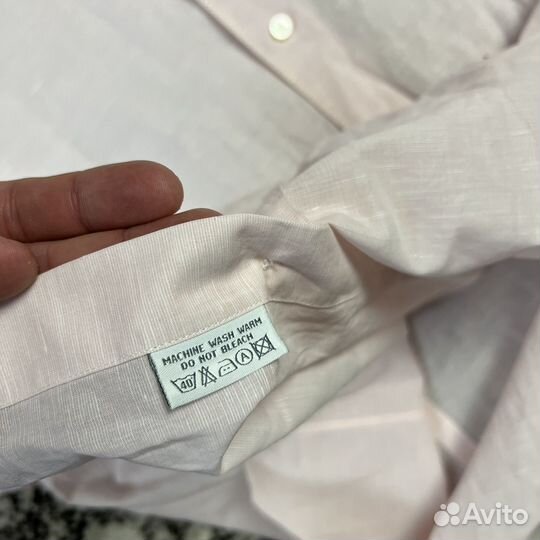 MACHINE WASH WARM
DO NOT BLEACH
40 A
Avito